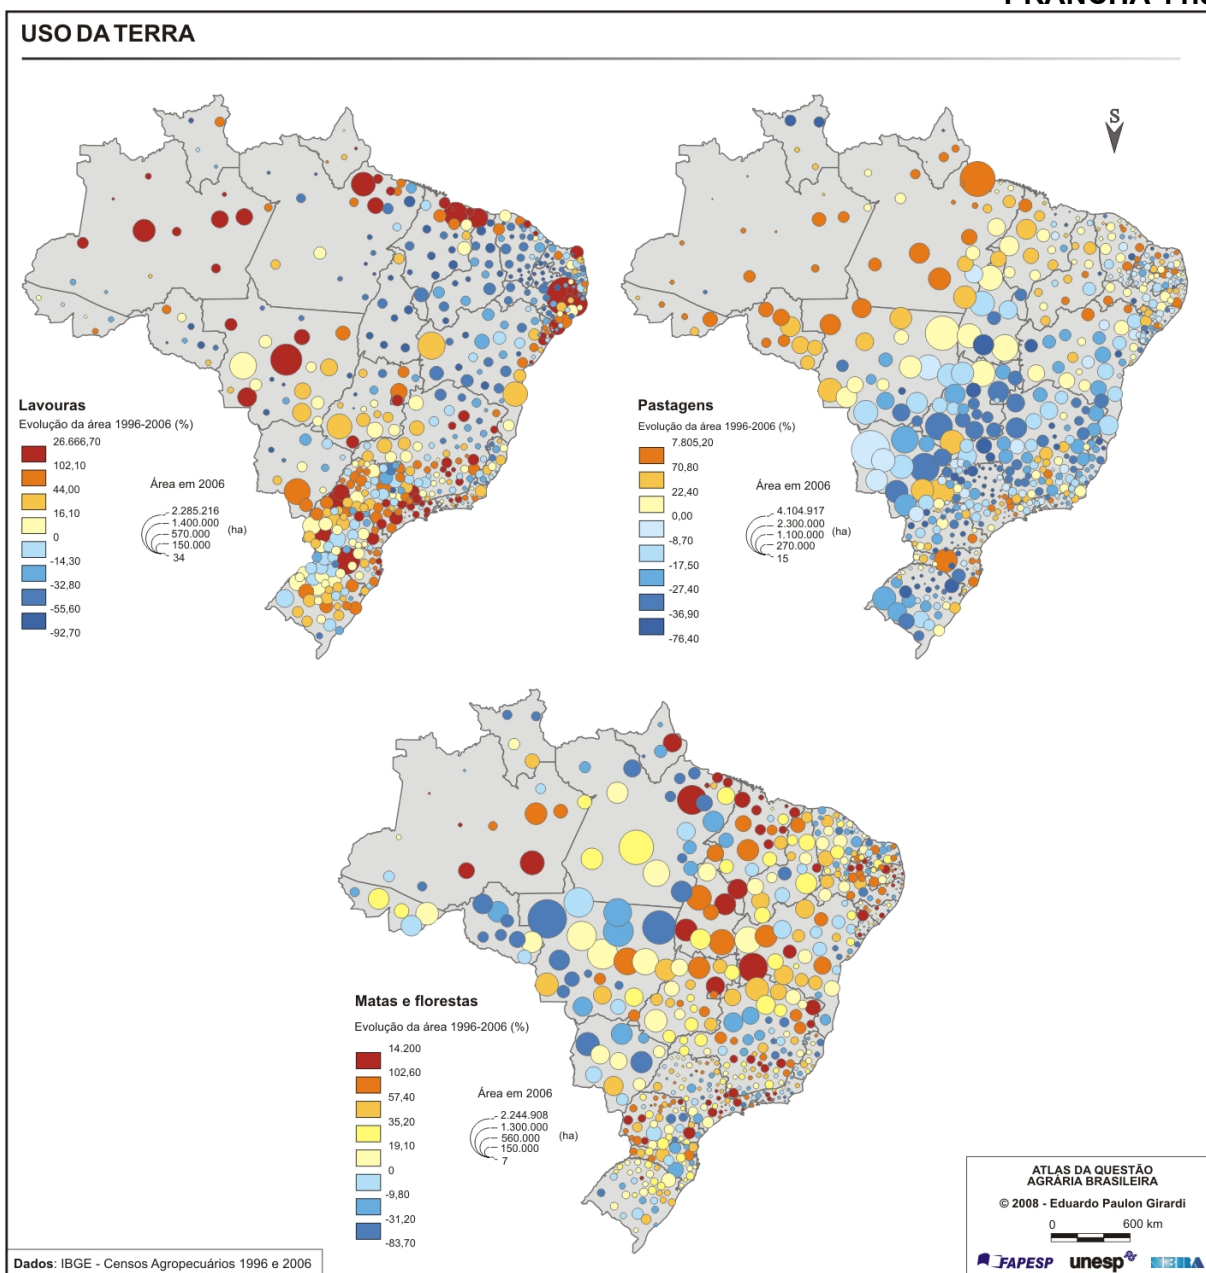 USO DA TERRA
S
Lavouras
Evolução da área 1996-2006 (%)
26.666,70
102,10
44,00
16,10
0
-14,30
-32,80
-55,60
-92,70
Área em 2006
2.285.216
1.400.000
570.000
150.000
34
(ha)
Pastagens
Evolução da área 1996-2006 (%)
7.805,20
70,80
22,40
0,00
-8,70
-17,50
-27,40
-36,90
-76,40
Área em 2006
4.104.917
2.300.000
1.100.000
270.000
15
(ha)
Matas e florestas
Evolução da área 1996-2006 (%)
14.200
102,60
57,40
35,20
19,10
0
-9,80
-31,20
-83,70
Área em 2006
2.244.908
1.300.000
560.000
150.000
7
(ha)
ATLAS DA QUESTÃO
AGRÁRIA BRASILEIRA
© 2008 - Eduardo Paulon Girardi
0 600 km
FAPESP unesp
Dados: IBGE - Censos Agropecuários 1996 e 2006